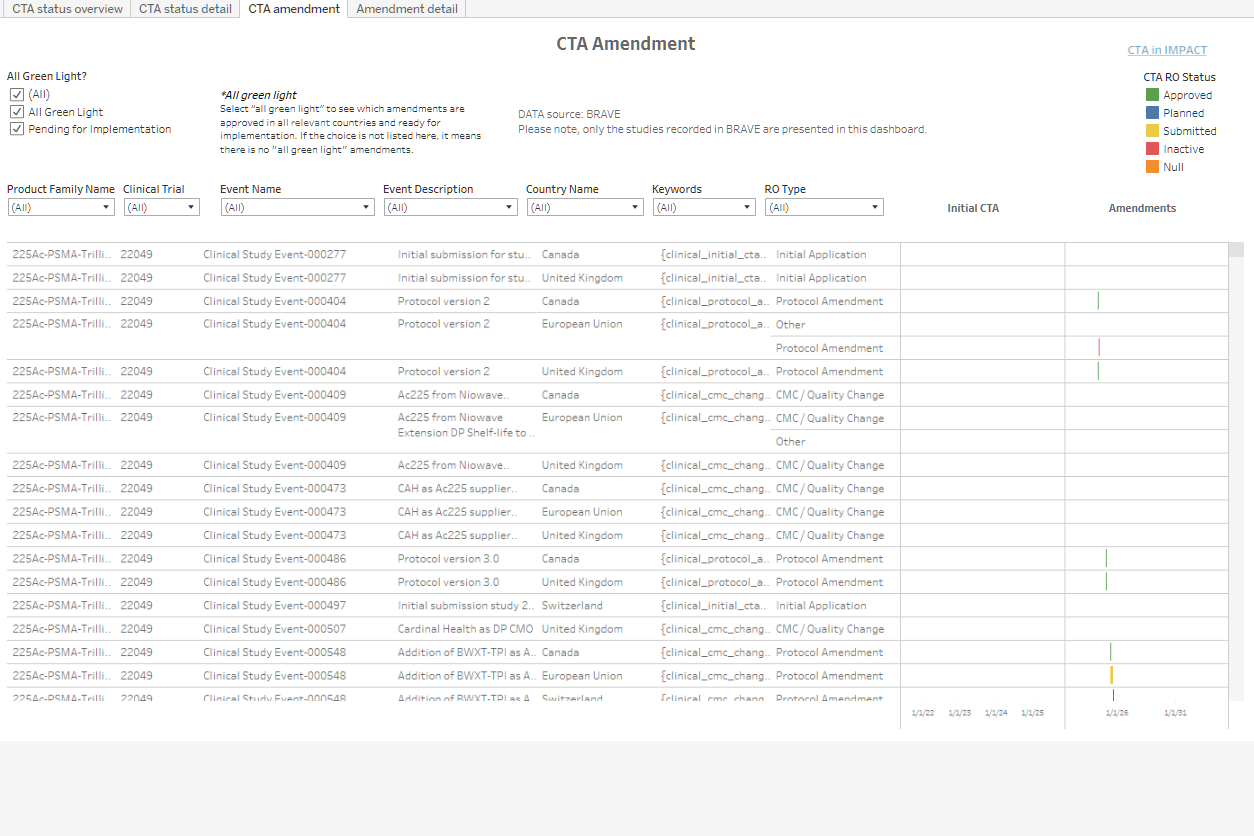 CTA status overview CTA status detail CTA amendment Amendment detail
CTA Amendment
CTA in IMPACT
All Green Light?
(All)
All Green Light
Pending for Implementation
*All green light
Select "all green light" to see which amendments are
approved in all relevant countries and ready for
implementation. If the choice is not listed here, it means
there is no "all green light" amendments.
DATA source: BRAVE
Please note, only the studies recorded in BRAVE are presented in this dashboard.
CTA RO Status
Approved
Planned
Submitted
Inactive
Null
Product Family Name Clinical Trial Event Name Event Description Country Name Keywords RO Type
(All) (All) (All) (All) (All) (All) (All)
Initial CTA Amendments
225Ac-PSMA-Trilli.. 22049 Clinical Study Event-000277 Initial submission for stu.. Canada {clinical_initial_cta.. Initial Application
225Ac-PSMA-Trilli.. 22049 Clinical Study Event-000277 Initial submission for stu.. United Kingdom {clinical_initial_cta.. Initial Application
225Ac-PSMA-Trilli.. 22049 Clinical Study Event-000404 Protocol version 2 Canada {clinical_protocol_a.. Protocol Amendment
225Ac-PSMA-Trilli.. 22049 Clinical Study Event-000404 Protocol version 2 European Union {clinical_protocol_a.. Other
Protocol Amendment
225Ac-PSMA-Trilli.. 22049 Clinical Study Event-000404 Protocol version 2 United Kingdom {clinical_protocol_a.. Protocol Amendment
225Ac-PSMA-Trilli.. 22049 Clinical Study Event-000409 Ac225 from Niowave.. Canada {clinical_cmc_chang.. CMC / Quality Change
225Ac-PSMA-Trilli.. 22049 Clinical Study Event-000409 Ac225 from Niowave European Union {clinical_cmc_chang.. CMC / Quality Change
Extension DP Shelf-life to ..
Other
225Ac-PSMA-Trilli.. 22049 Clinical Study Event-000409 Ac225 from Niowave.. United Kingdom {clinical_cmc_chang.. CMC / Quality Change
225Ac-PSMA-Trilli.. 22049 Clinical Study Event-000473 CAH as Ac225 supplier.. Canada {clinical_cmc_chang.. CMC / Quality Change
225Ac-PSMA-Trilli.. 22049 Clinical Study Event-000473 CAH as Ac225 supplier.. European Union {clinical_cmc_chang.. CMC / Quality Change
225Ac-PSMA-Trilli.. 22049 Clinical Study Event-000473 CAH as Ac225 supplier.. United Kingdom {clinical_cmc_chang.. CMC / Quality Change
225Ac-PSMA-Trilli.. 22049 Clinical Study Event-000486 Protocol version 3.0 Canada {clinical_protocol_a.. Protocol Amendment
225Ac-PSMA-Trilli.. 22049 Clinical Study Event-000486 Protocol version 3.0 United Kingdom {clinical_protocol_a.. Protocol Amendment
225Ac-PSMA-Trilli.. 22049 Clinical Study Event-000497 Initial submission study 2.. Switzerland {clinical_initial_cta.. Initial Application
225Ac-PSMA-Trilli.. 22049 Clinical Study Event-000507 Cardinal Health as DP CMO United Kingdom {clinical_cmc_chang.. CMC / Quality Change
225Ac-PSMA-Trilli.. 22049 Clinical Study Event-000548 Addition of BWXT-TPI as A.. Canada {clinical_cmc_chang.. Protocol Amendment
225Ac-PSMA-Trilli.. 22049 Clinical Study Event-000548 Addition of BWXT-TPI as A.. European Union {clinical_cmc_chang.. Protocol Amendment
225Ac-PSMA-Trilli.. 22049 Clinical Study Event-000548 Addition of BWXT-TPI as A.. Switzerland {clinical_cmc_chang.. Protocol Amendment
1/1/22 1/1/23 1/1/24 1/1/25 1/1/26 1/1/31